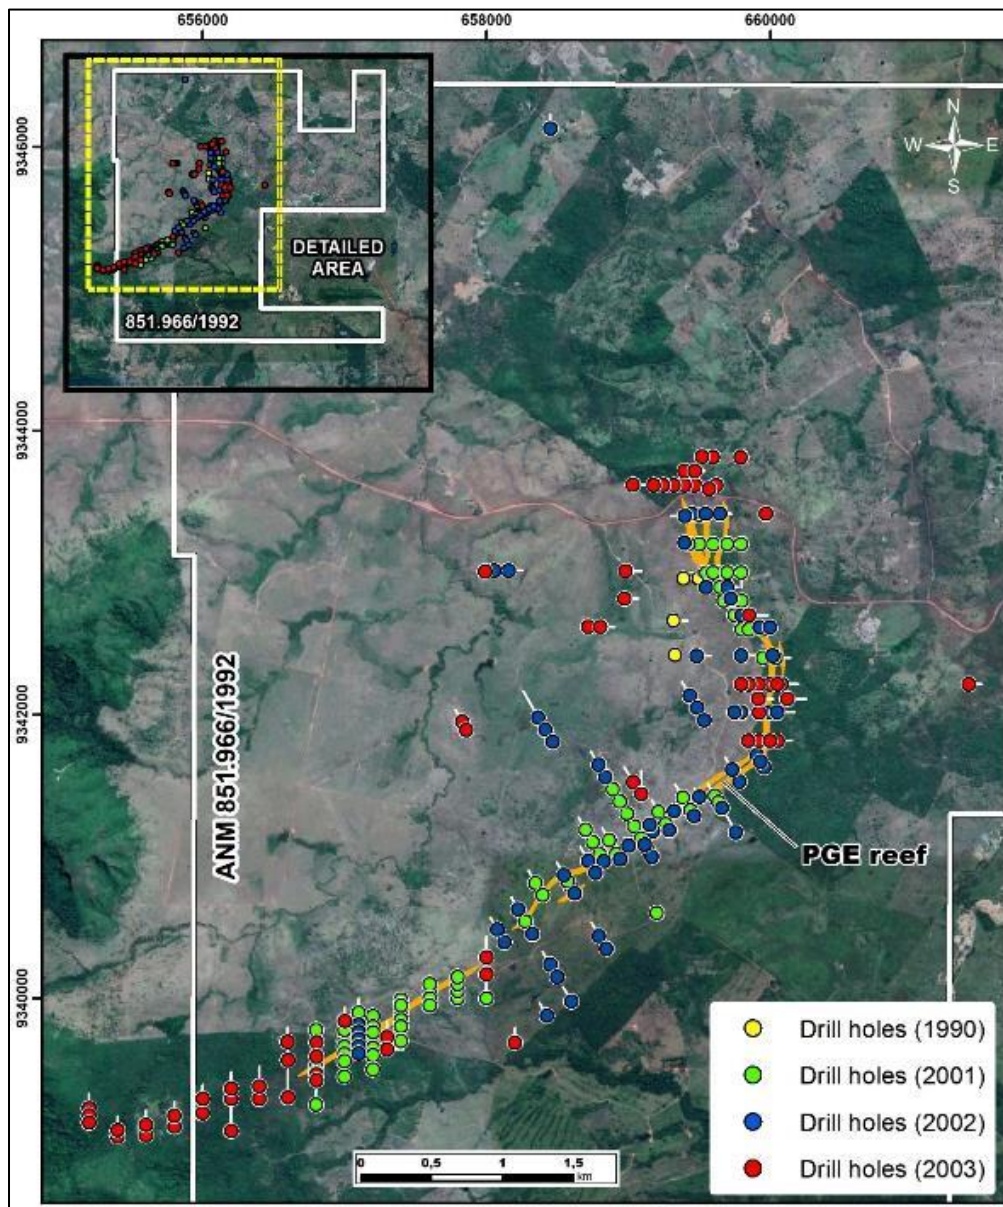 656000
658000
660000
9346000
N
W
E
S
DETAILED
AREA
851.966/1992
9344000
9342000
ANM 851.966/1992
PGE reef
9340000
Drill holes (1990)
Drill holes (2001)
Drill holes (2002)
Drill holes (2003)
0
0,5
1
1,5
km